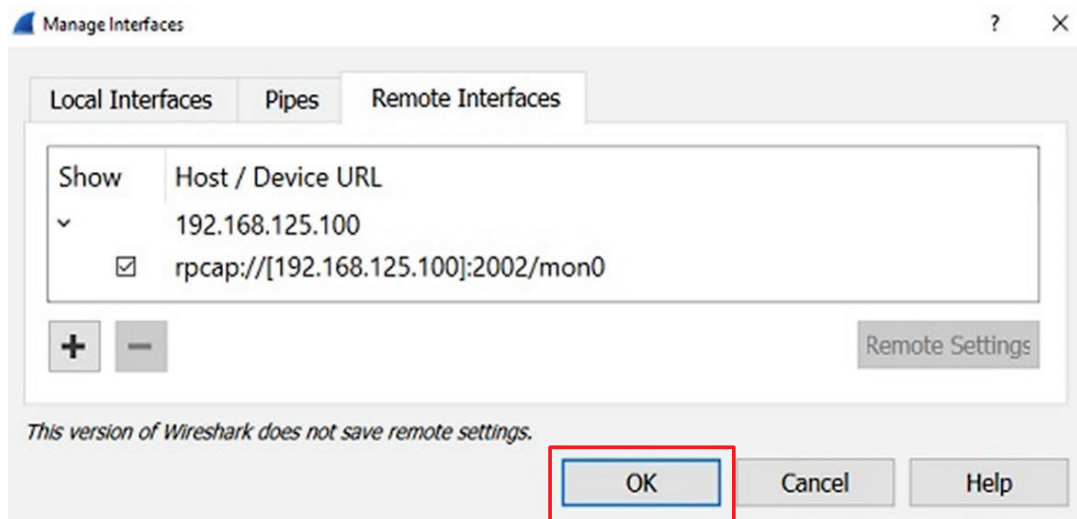 Manage Interfaces ?
Local Interfaces Pipes Remote Interfaces
Show Host / Device URL
192.168.125.100
rpcap://[192.168.125.100]:2002/mon0
Remote Settings
This version of Wireshark does not save remote settings.
OK Cancel Help